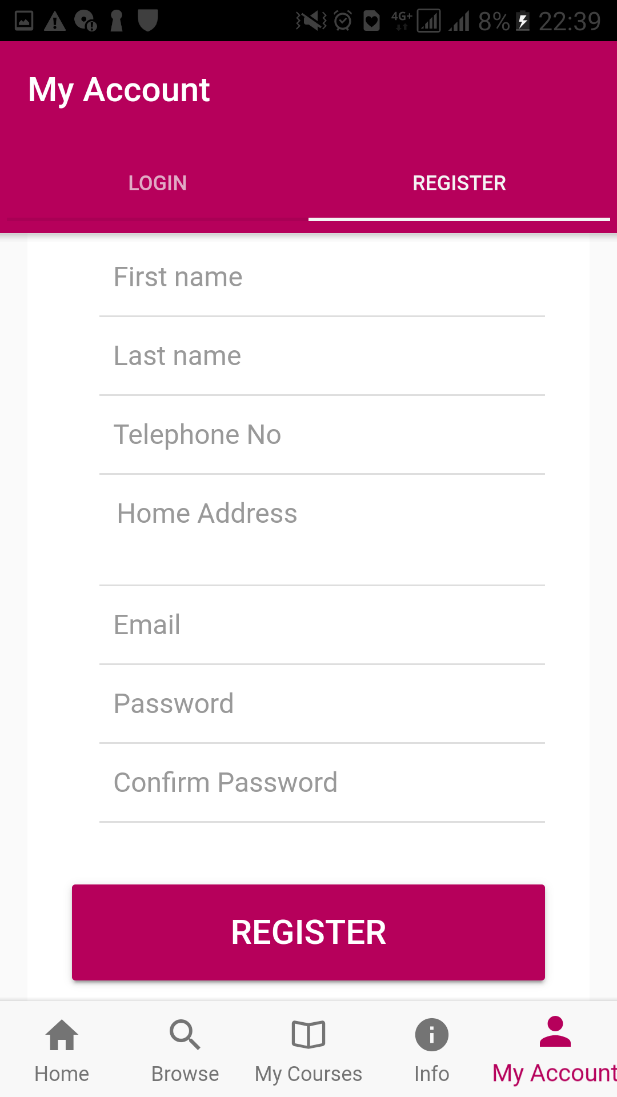 4G+ 8% 22:39
My Account
LOGIN REGISTER
First name
Last name
Telephone No
Home Address
Email
Password
Confirm Password
REGISTER
Home Browse My Courses Info My Account